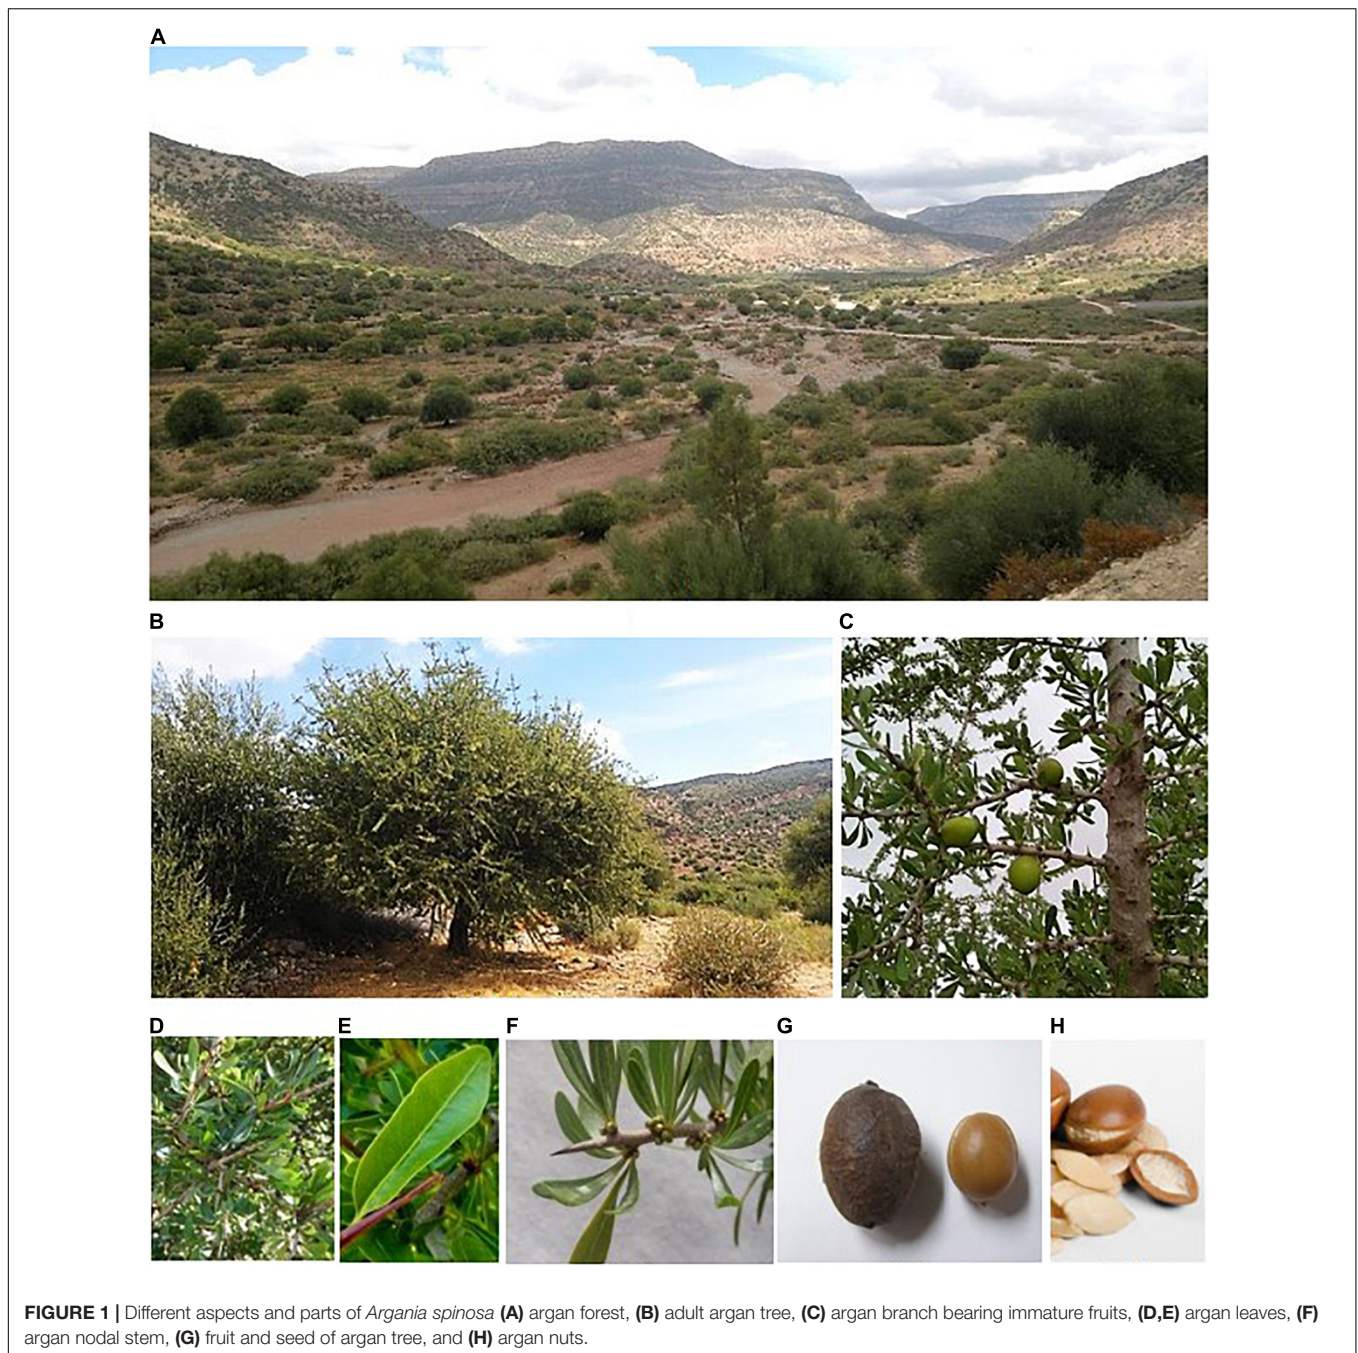 A
B
C
D
E
F
G
H
FIGURE 1 | Different aspects and parts of Argania spinosa (A) argan forest, (B) adult argan tree, (C) argan branch bearing immature fruits, (D,E) argan leaves, (F)
argan nodal stem, (G) fruit and seed of argan tree, and (H) argan nuts.